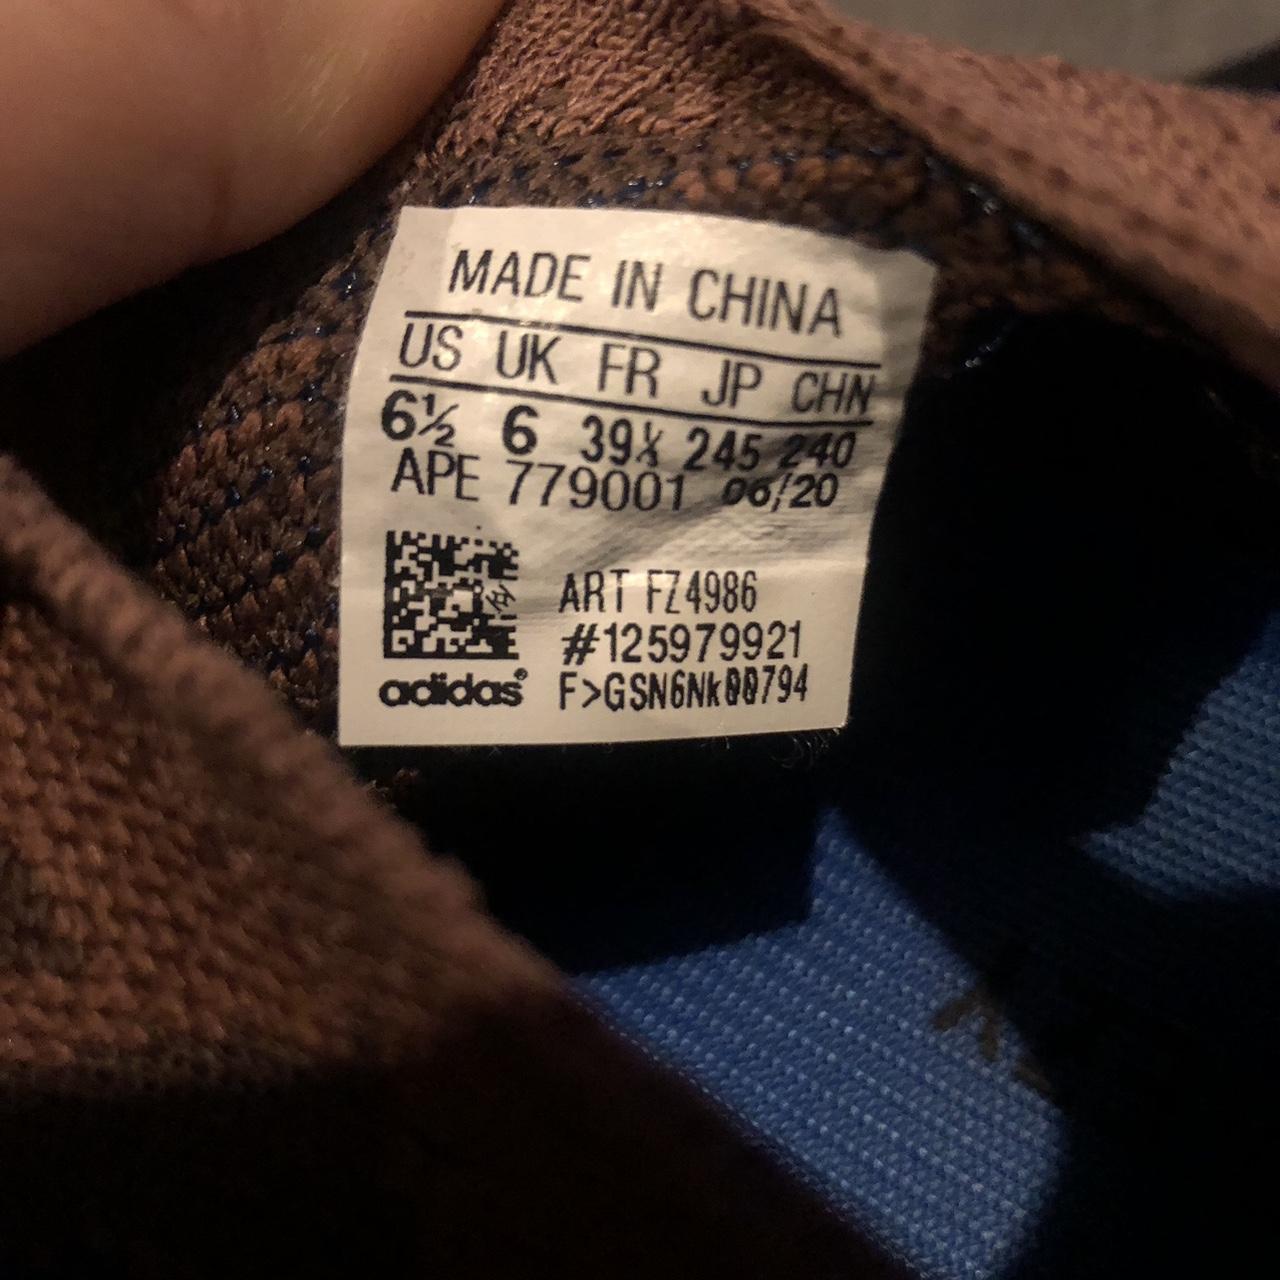 MADE IN CHINA
US UK FR JP CHN
6½ 6 39⅓ 245 240
APE 779001 06/20
ART FZ4986
#125979921
adidas® F>GSN6Nk00794